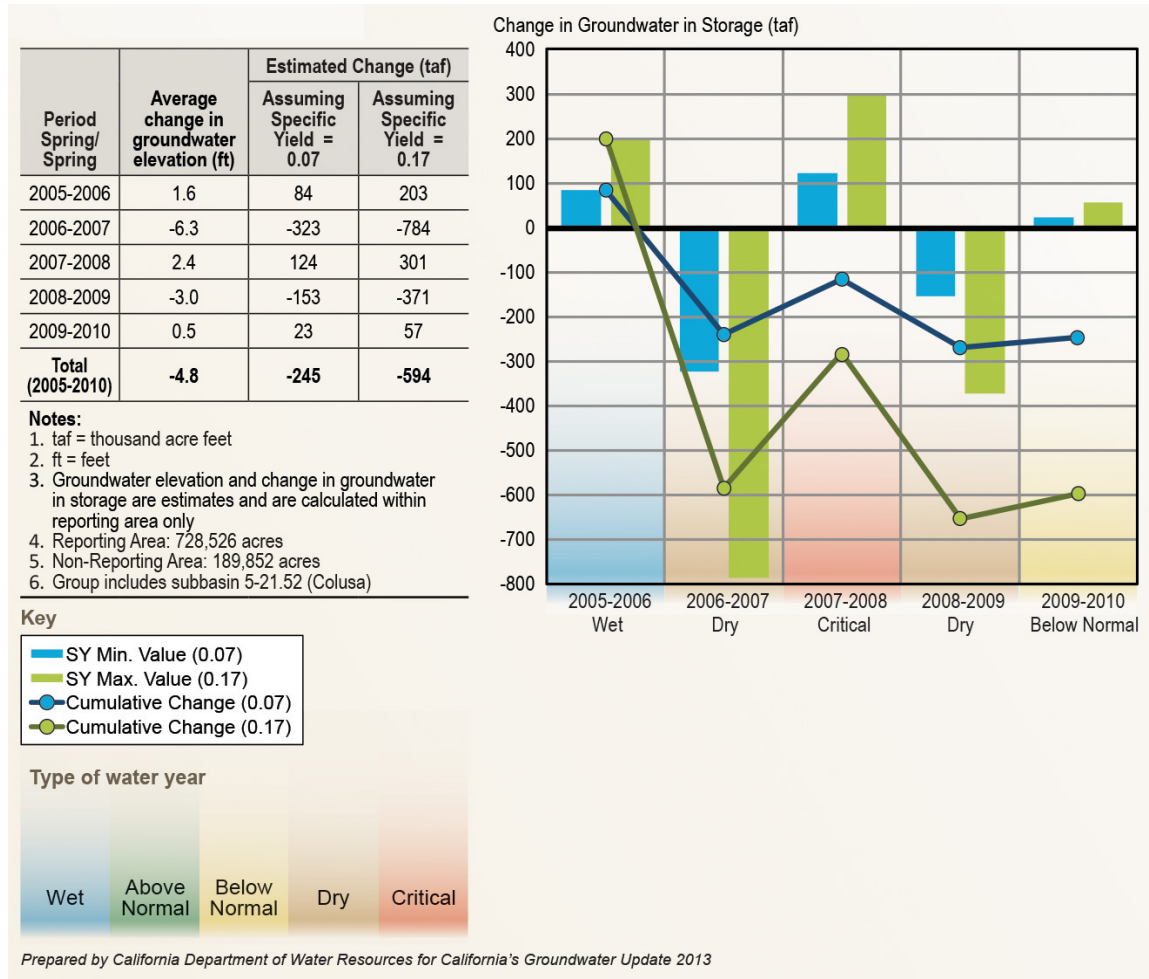 Period
Spring/
Spring
Average
change in
groundwater
elevation (ft)
Estimated Change (taf)
Assuming
Specific
Yield =
0.07
Assuming
Specific
Yield =
0.17
2005-2006 1.6 84 203
2006-2007 -6.3 -323 -784
2007-2008 2.4 124 301
2008-2009 -3.0 -153 -371
2009-2010 0.5 23 57
Total
(2005-2010) -4.8 -245 -594
Notes:
1. taf = thousand acre feet
2. ft = feet
3. Groundwater elevation and change in groundwater
in storage are estimates and are calculated within
reporting area only
4. Reporting Area: 728,526 acres
5. Non-Reporting Area: 189,852 acres
6. Group includes subbasin 5-21.52 (Colusa)
Key
SY Min. Value (0.07)
SY Max. Value (0.17)
Cumulative Change (0.07)
Cumulative Change (0.17)
Type of water year
Wet
Above
Normal
Below
Normal
Dry
Critical
Change in Groundwater in Storage (taf)
400
300
200
100
0
-100
-200
-300
-400
-500
-600
-700
-800
2005-2006
Wet
2006-2007
Dry
2007-2008
Critical
2008-2009
Dry
2009-2010
Below Normal
Prepared by California Department of Water Resources for California's Groundwater Update 2013